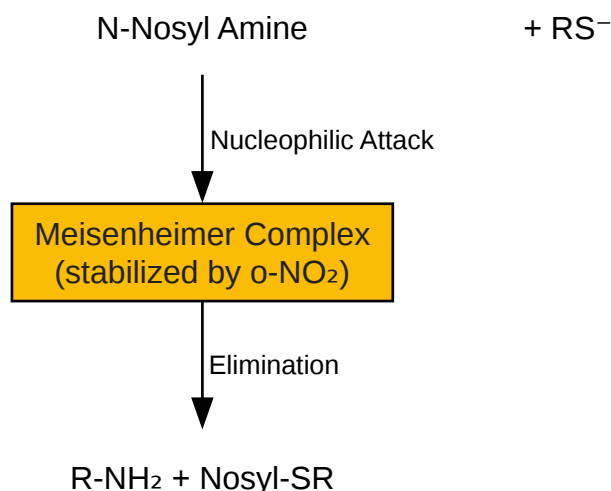 N-Nosyl Amine + RS⁻
Nucleophilic Attack
Meisenheimer Complex
(stabilized by o-NO₂)
Elimination
R-NH₂ + Nosyl-SR